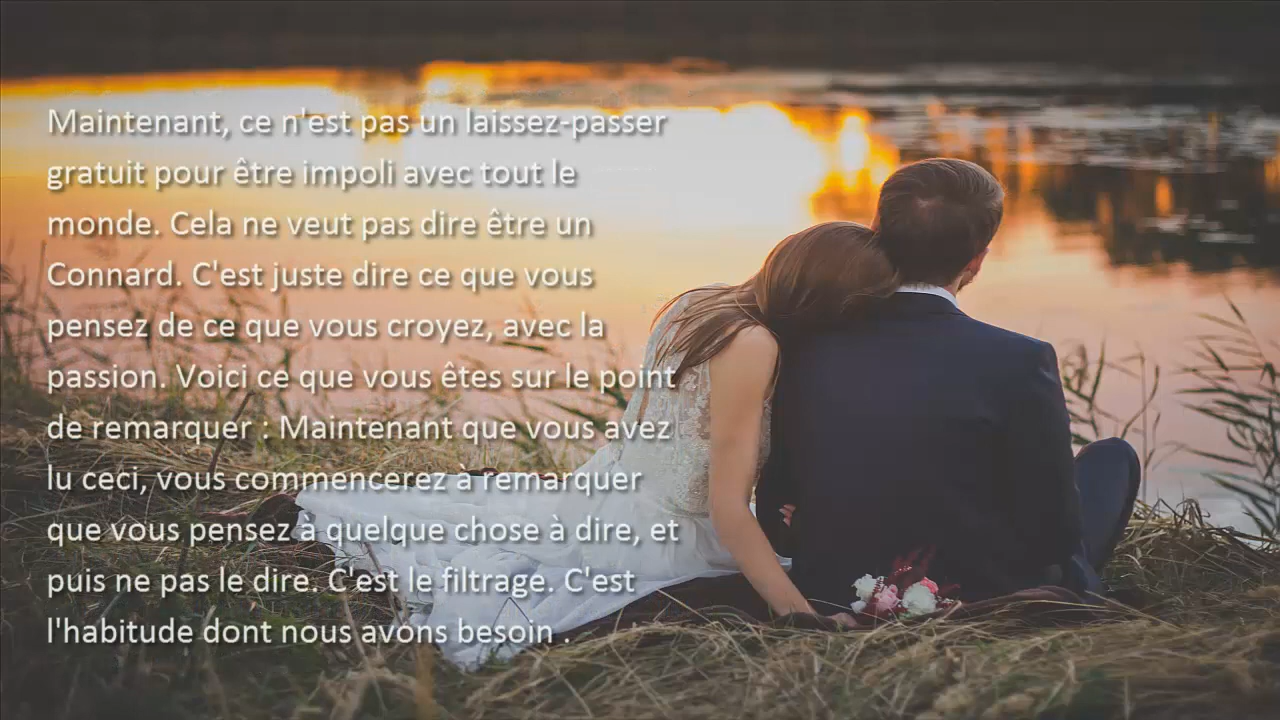 Maintenant, ce n'est pas un laissez-passer
gratuit pour être impoli avec tout le
monde. Cela ne veut pas dire être un
Connard. C'est juste dire ce que vous
pensez de ce que vous croyez, avec la
passion. Voici ce que vous êtes sur le point
de remarquer : Maintenant que vous avez
lu ceci, vous commencerez à remarquer
que vous pensez à quelque chose à dire, et
puis ne pas le dire. C'est le filtrage. C'est
l'habitude dont nous avons besoin .